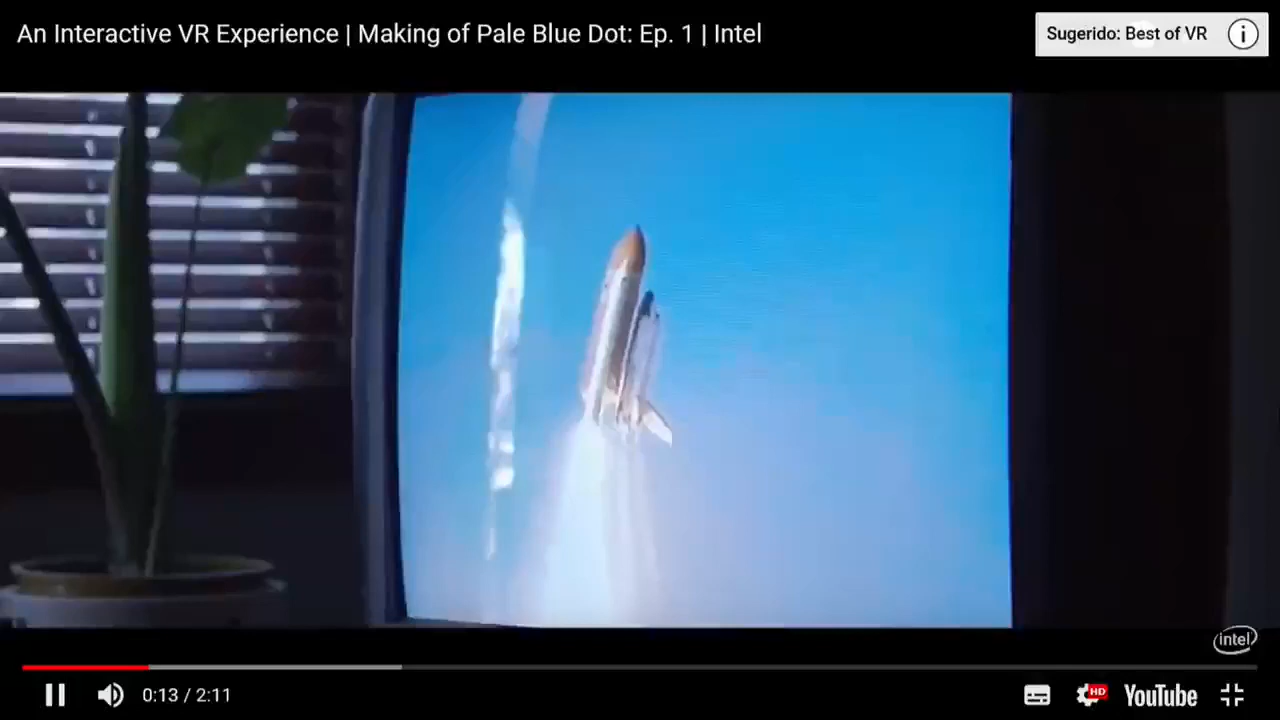 An Interactive VR Experience | Making of Pale Blue Dot: Ep. 1 | Intel
Sugerido: Best of VR
i
intel
0:13 / 2:11
HD
YouTube